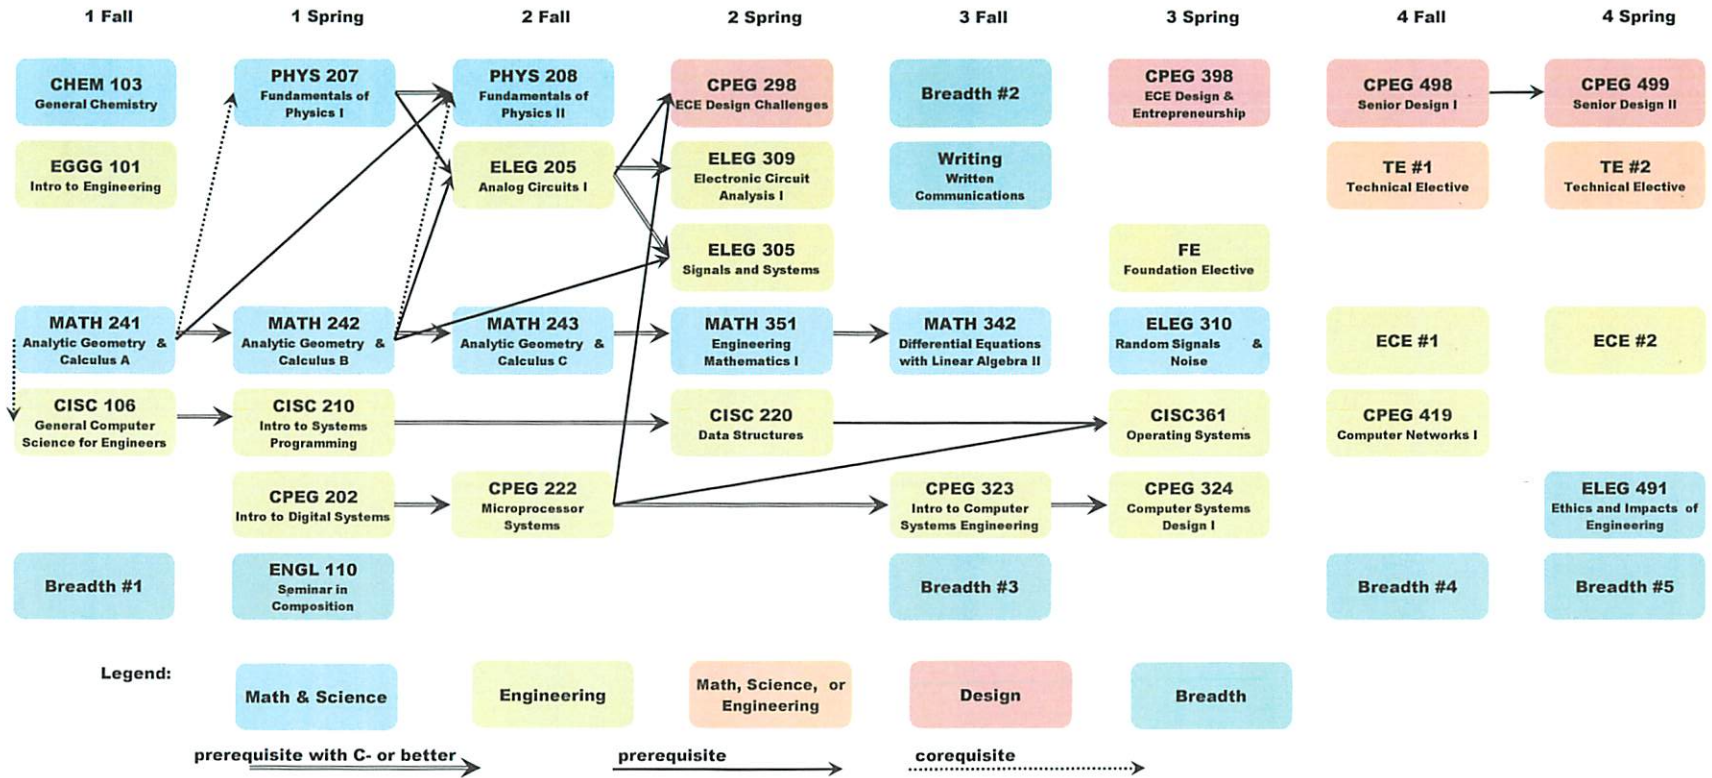 1 Fall
1 Spring
2 Fall
2 Spring
3 Fall
3 Spring
4 Fall
4 Spring
CHEM 103
General Chemistry
PHYS 207
Fundamentals of
Physics I
PHYS 208
Fundamentals of
Physics II
CPEG 298
ECE Design Challenges
Breadth #2
CPEG 398
ECE Design &
Entrepreneurship
CPEG 498
Senior Design I
CPEG 499
Senior Design II
EGGG 101
Intro to Engineering
ELEG 205
Analog Circuits I
ELEG 309
Electronic Circuit
Analysis I
Writing
Written
Communications
TE #1
Technical Elective
TE #2
Technical Elective
ELEG 305
Signals and Systems
FE
Foundation Elective
MATH 241
Analytic Geometry &
Calculus A
MATH 242
Analytic Geometry &
Calculus B
MATH 243
Analytic Geometry &
Calculus C
MATH 351
Engineering
Mathematics I
MATH 342
Differential Equations
with Linear Algebra II
ELEG 310
Random Signals &
Noise
ECE #1
ECE #2
CISC 106
General Computer
Science for Engineers
CISC 210
Intro to Systems
Programming
CISC 220
Data Structures
CISC361
Operating Systems
CPEG 419
Computer Networks I
CPEG 202
Intro to Digital Systems
CPEG 222
Microprocessor
Systems
CPEG 323
Intro to Computer
Systems Engineering
CPEG 324
Computer Systems
Design I
ELEG 491
Ethics and Impacts of
Engineering
Breadth #1
ENGL 110
Seminar in
Composition
Breadth #3
Breadth #4
Breadth #5
Legend:
Math & Science
Engineering
Math, Science, or
Engineering
Design
Breadth
prerequisite with C- or better
prerequisite
corequisite